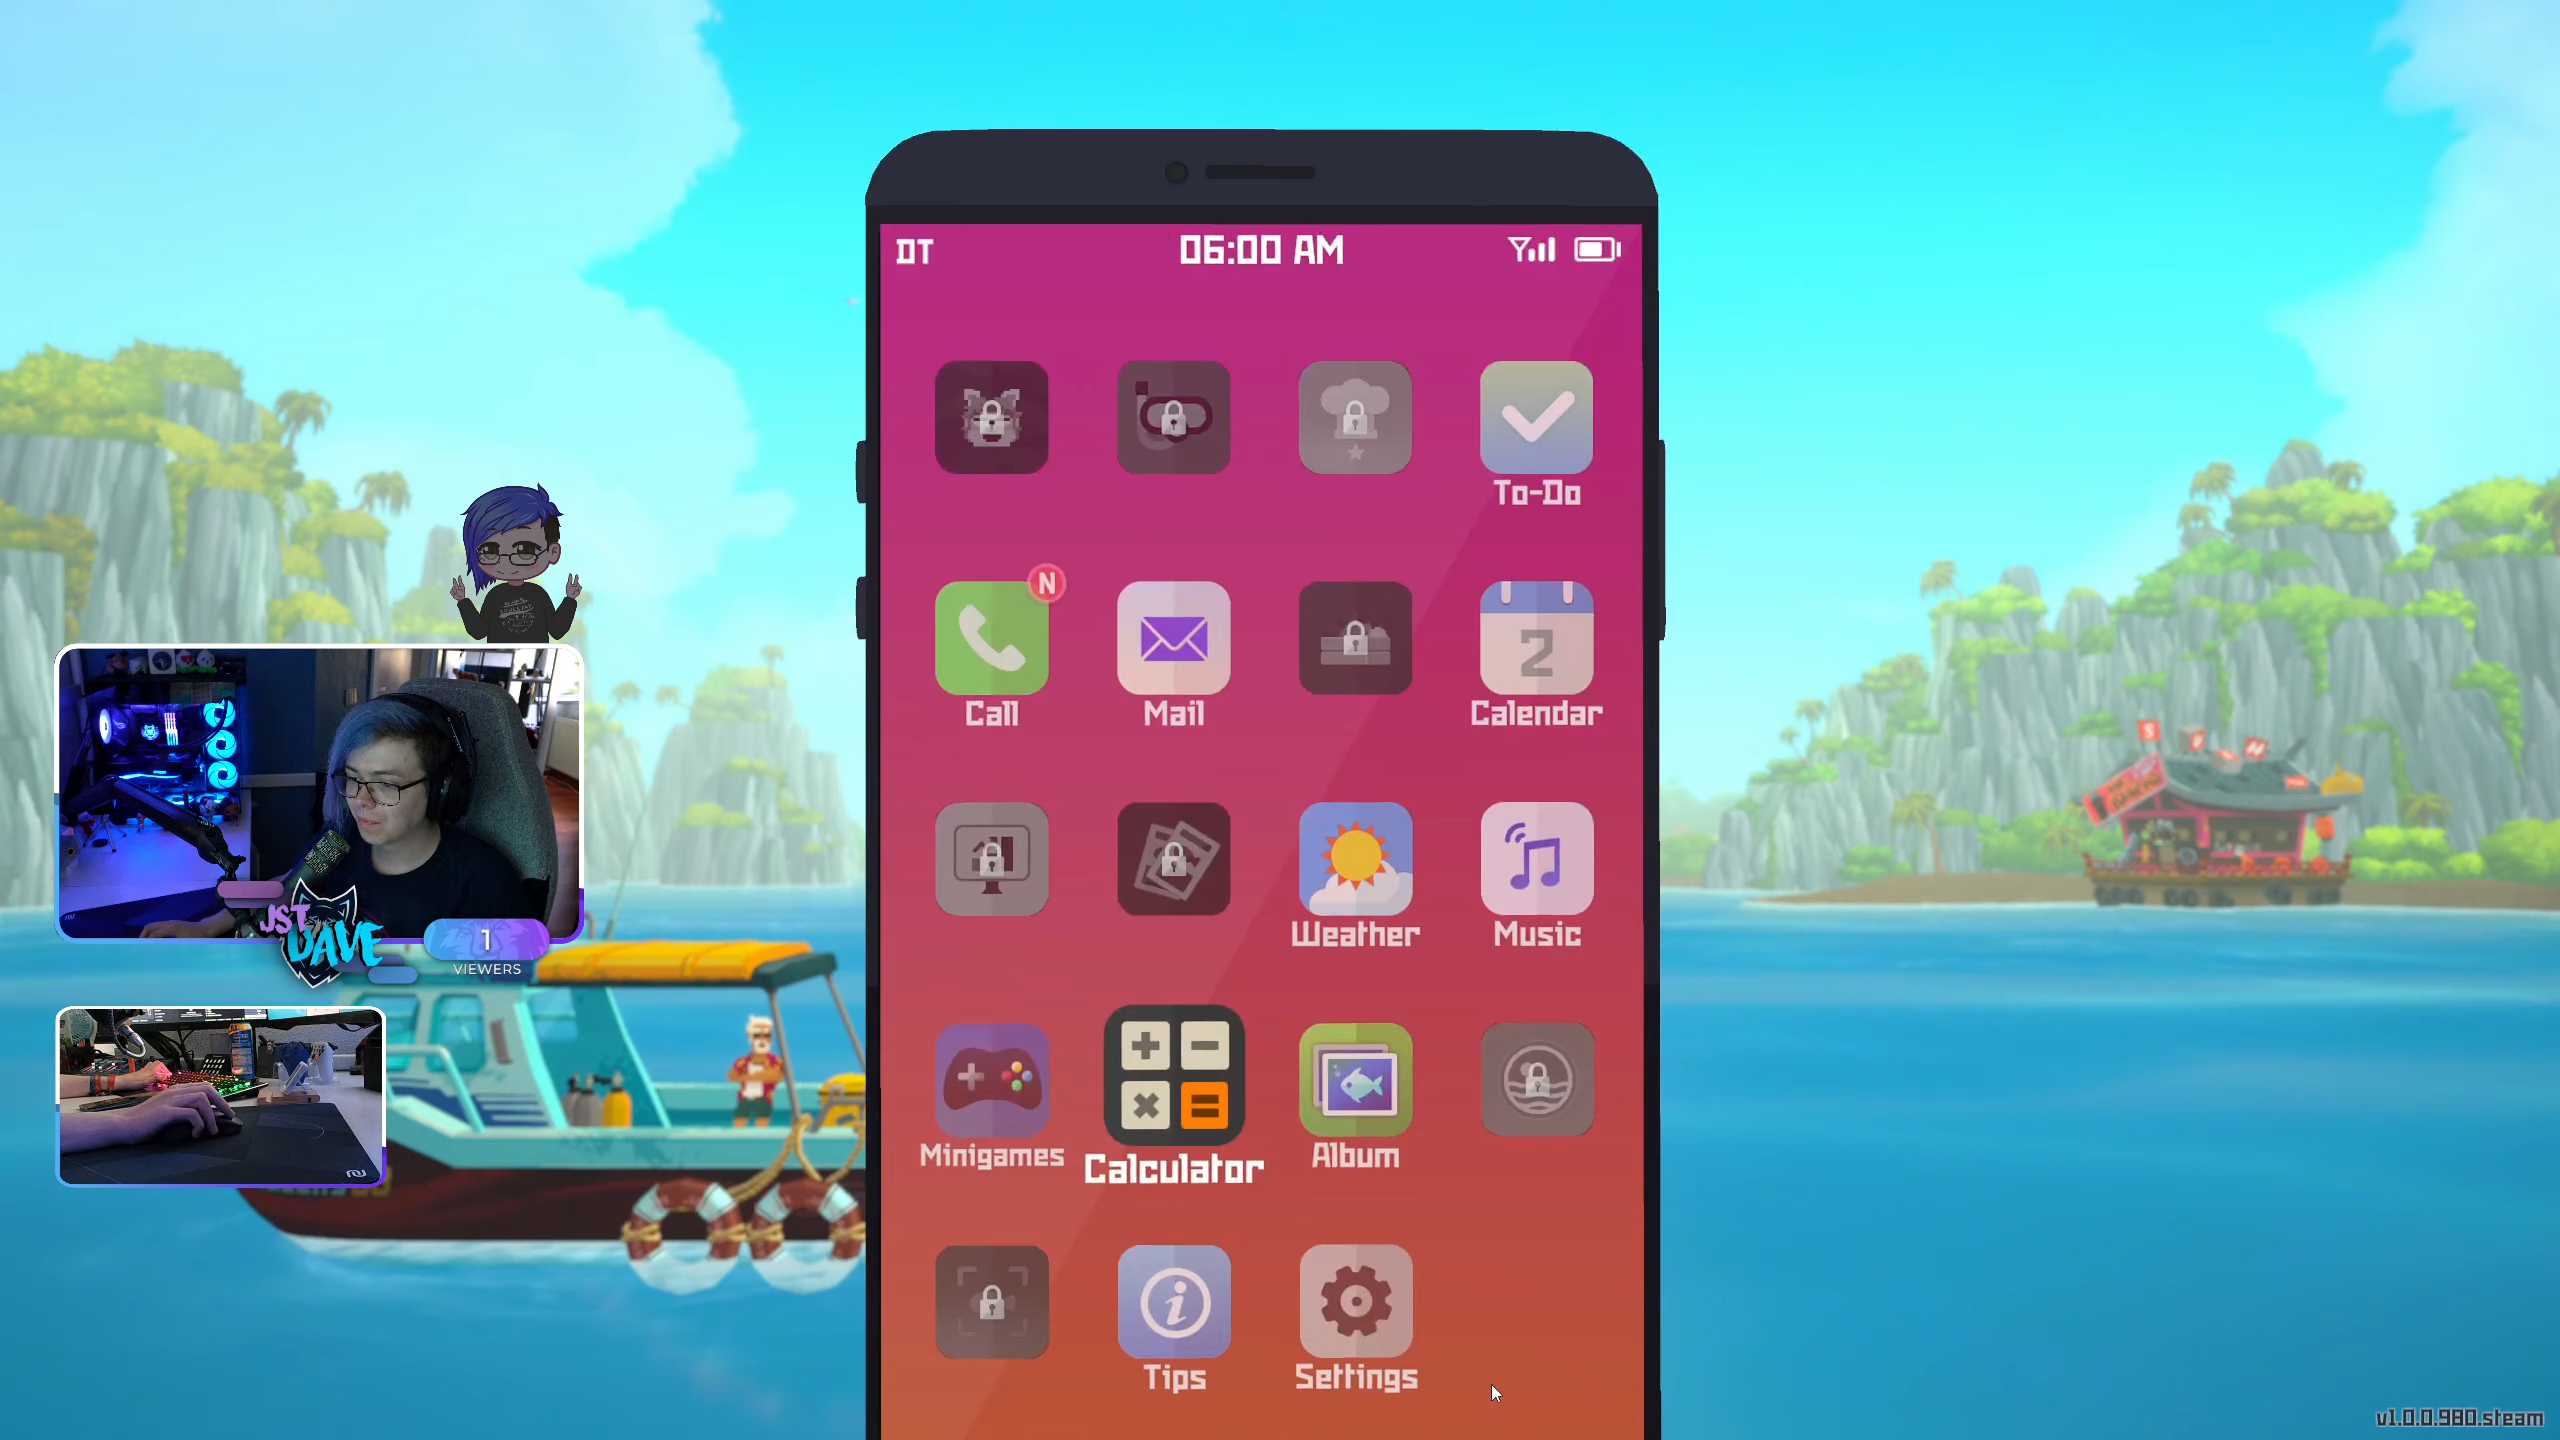 DT
06:00 AM
To-Do
N
Call
Mail
2
Calendar
Weather
Music
Minigames
Calculator
Album
Tips
Settings
JST
DAVE
1
VIEWERS
v1.0.0.980.steam